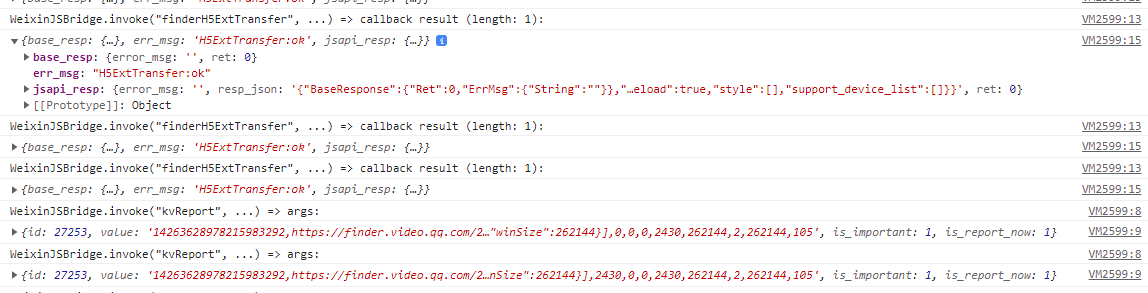 WeixinJSBridge.invoke("finderH5ExtTransfer", ...) => callback result (length: 1): VM2599:13
{base_resp: {…}, err_msg: 'H5ExtTransfer:ok', jsapi_resp: {…}} VM2599:15
base_resp: {error_msg: '', ret: 0}
err_msg: "H5ExtTransfer:ok"
jsapi_resp: {error_msg: '', resp_json: '{"BaseResponse":{"Ret":0,"ErrMsg":{"String":""}},"…eload":true,"style":[],"support_device_list":[]}}', ret: 0}
[[Prototype]]: Object
WeixinJSBridge.invoke("finderH5ExtTransfer", ...) => callback result (length: 1): VM2599:13
{base_resp: {…}, err_msg: 'H5ExtTransfer:ok', jsapi_resp: {…}} VM2599:15
WeixinJSBridge.invoke("finderH5ExtTransfer", ...) => callback result (length: 1): VM2599:13
{base_resp: {…}, err_msg: 'H5ExtTransfer:ok', jsapi_resp: {…}} VM2599:15
WeixinJSBridge.invoke("kvReport", ...) => args: VM2599:8
{id: 27253, value: '14263628978215983292,https://finder.video.qq.com/2…"winSize":262144}],0,0,0,2430,262144,2,262144,105', is_important: 1, is_report_now: 1} VM2599:9
WeixinJSBridge.invoke("kvReport", ...) => args: VM2599:8
{id: 27253, value: '14263628978215983292,https://finder.video.qq.com/2…nSize":262144}],2430,0,0,2430,262144,2,262144,105', is_important: 1, is_report_now: 1} VM2599:9